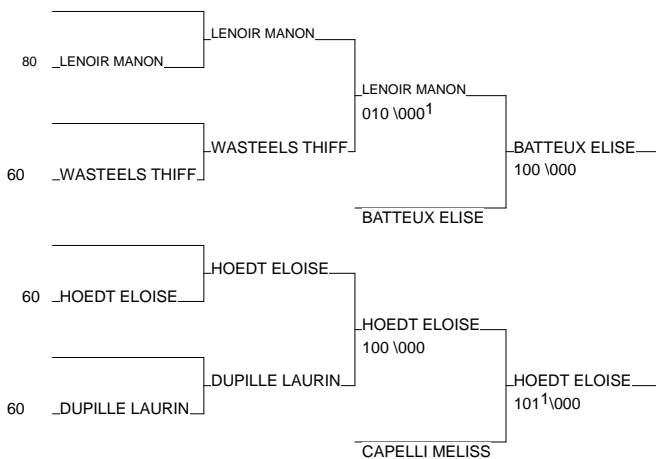 LENOIR MANON
80 LENOIR MANON
LENOIR MANON
010 \000¹
WASTEELS THIFF
BATTEUX ELISE
100 \000
60 WASTEELS THIFF
BATTEUX ELISE
HOEDT ELOISE
60 HOEDT ELOISE
HOEDT ELOISE
100 \000
DUPILLE LAURIN
HOEDT ELOISE
101¹\000
60 DUPILLE LAURIN
CAPELLI MELISS